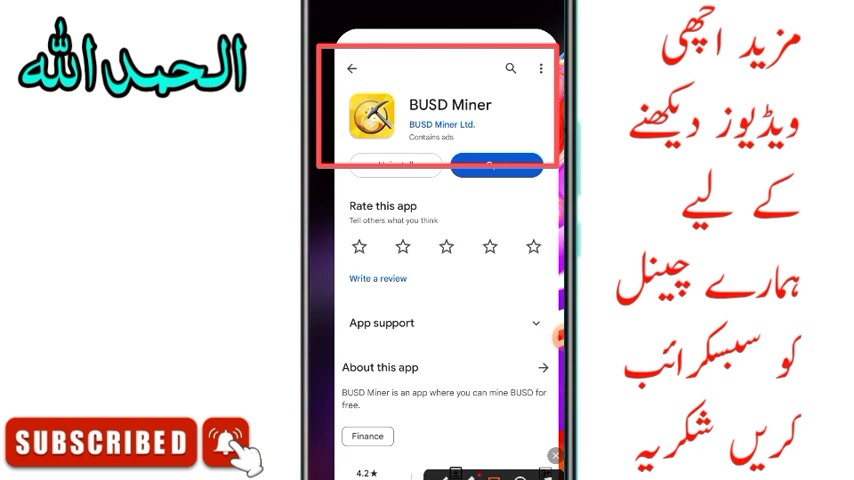 الحمدالله
BUSD Miner
BUSD Miner Ltd.
Contains ads
Rate this app
Tell others what you think
Write a review
App support
About this app
BUSD Miner is an app where you can mine BUSD for
free.
Finance
4.2★
SUBSCRIBED
مزید اچھی
ویڈیوز دیکھنے
کے لیے
ہمارے چینل
کو سبسکرائب
کریں شکریہ